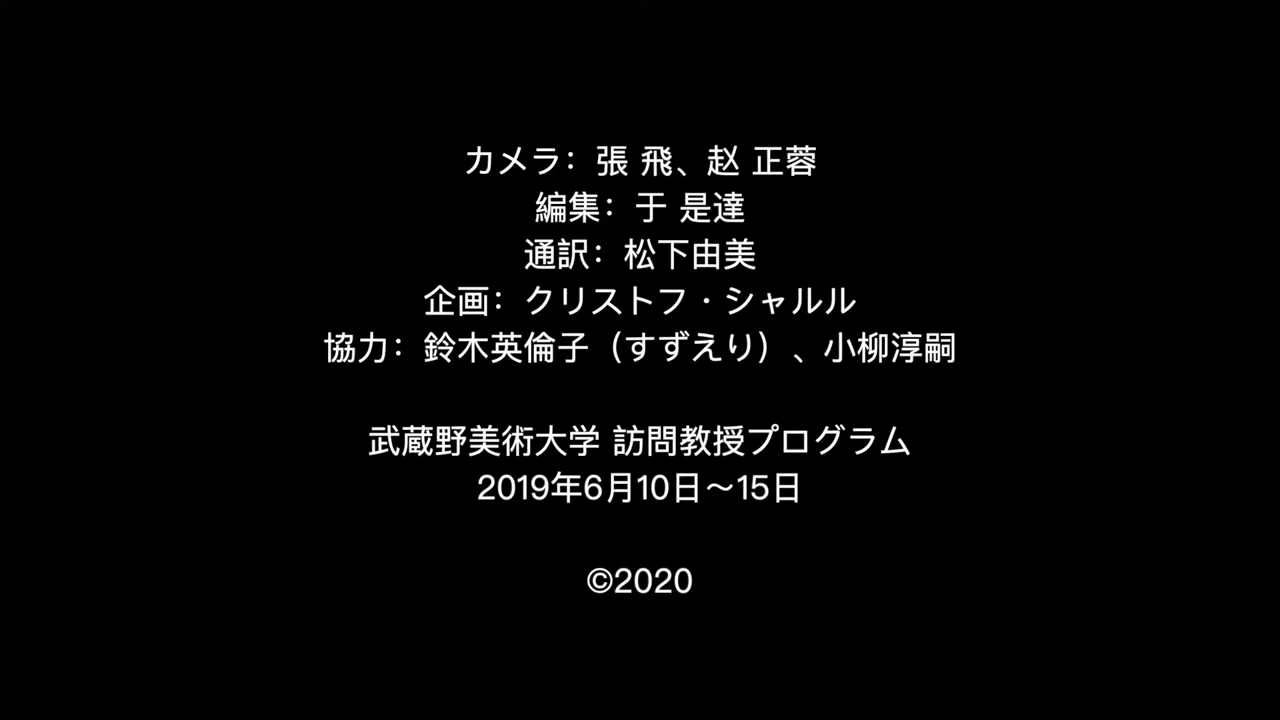 カメラ：張 飛、赵 正蓉
編集：于 是達
通訳：松下由美
企画：クリストフ・シャルル
協力：鈴木英倫子（すずえり）、小柳淳嗣
武蔵野美術大学 訪問教授プログラム
2019年6月10日〜15日
©2020